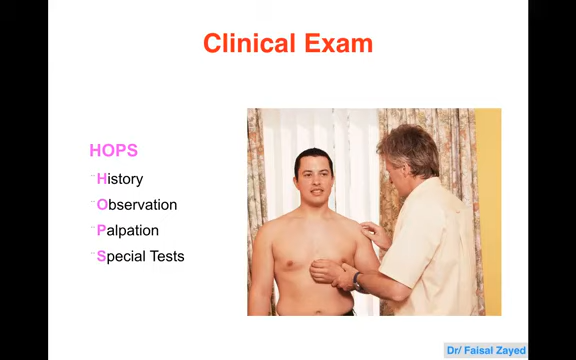 Clinical Exam
HOPS
History
Observation
Palpation
Special Tests
Dr/ Faisal Zayed